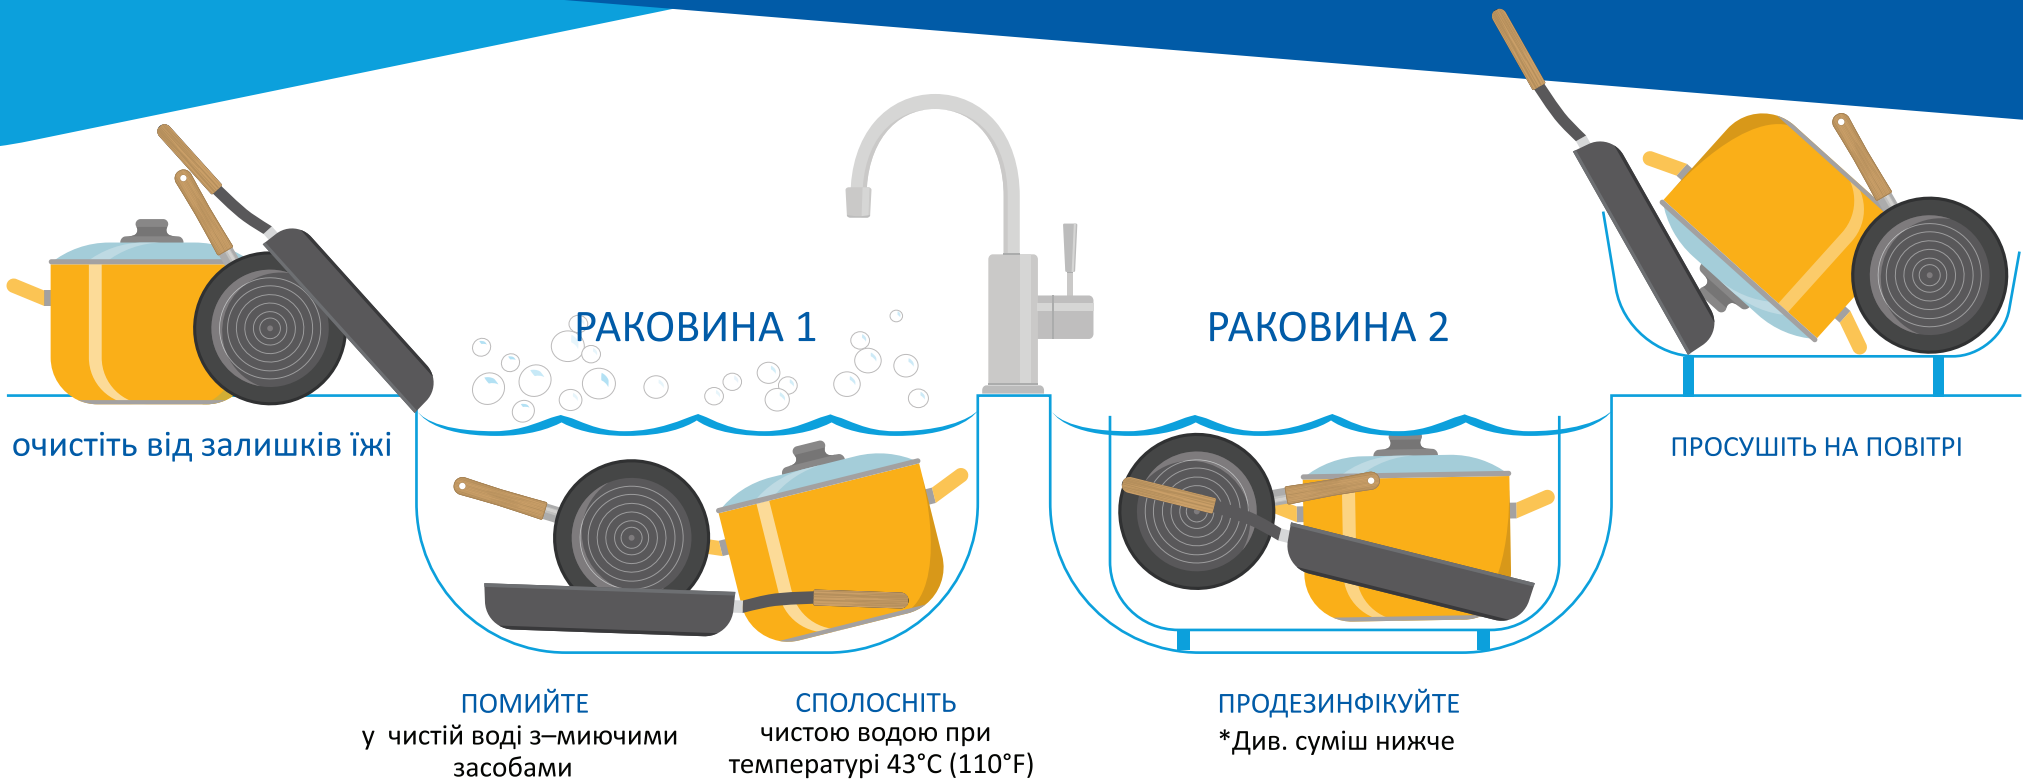 РАКОВИНА 1
РАКОВИНА 2
очистіть від залишків їжі
ПРОСУШІТЬ НА ПОВІТРІ
ПОМИЙТЕ
у чистій воді з–миючими
засобами
СПОЛОСНІТЬ
чистою водою при
температурі 43°C (110°F)
ПРОДЕЗИНФІКУЙТЕ
*Див. суміш нижче